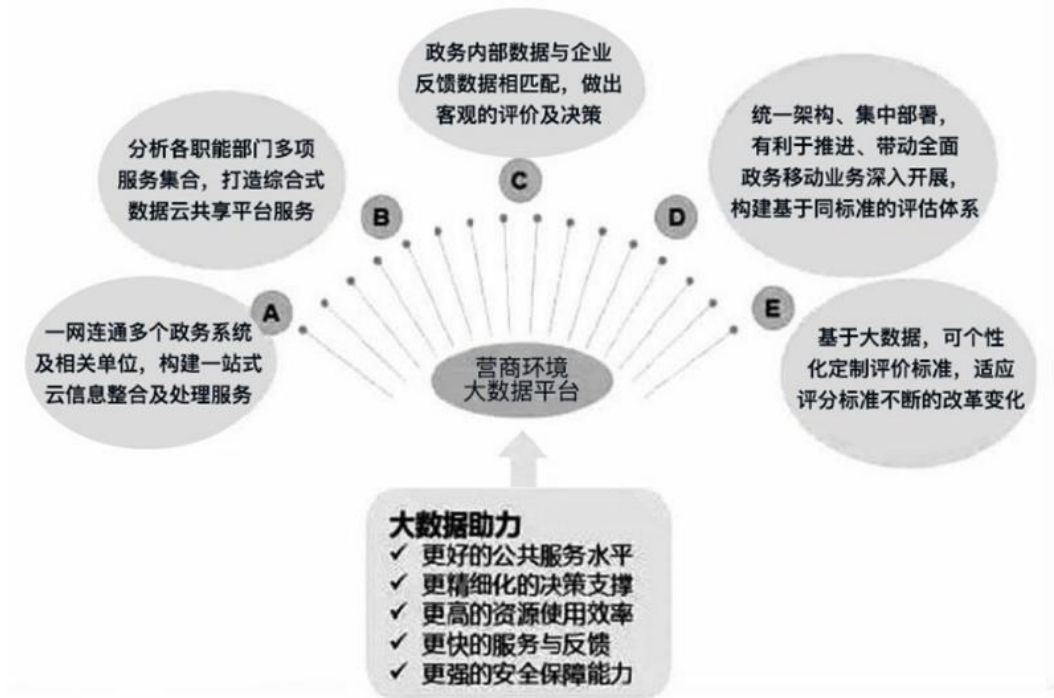 政务内部数据与企业
反馈数据相匹配，做出
客观的评价及决策
C
分析各职能部门多项
服务集合，打造综合式
数据云共享平台服务
B
统一架构、集中部署，
有利于推进、带动全面
政务移动业务深入开展，
构建基于同标准的评估体系
D
一网连通多个政务系统
及相关单位，构建一站式
云信息整合及处理服务
A
基于大数据，可个性
化定制评价标准，适应
评分标准不断的改革变化
E
营商环境
大数据平台
大数据助力
✓ 更好的公共服务水平
✓ 更精细化的决策支撑
✓ 更高的资源使用效率
✓ 更快的服务与反馈
✓ 更强的安全保障能力